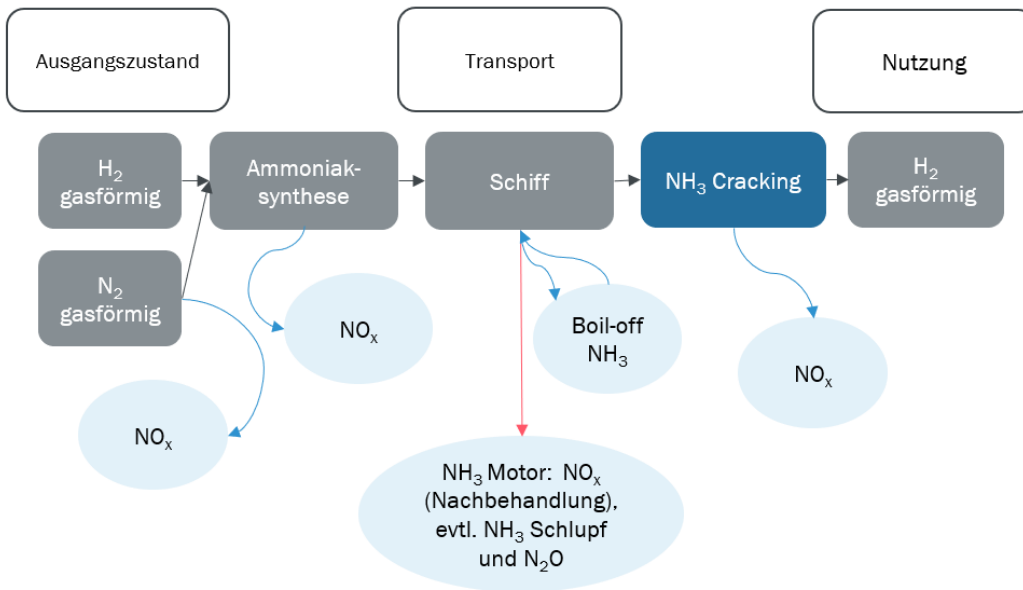 Ausgangszustand
Transport
Nutzung
H₂
gasförmig
Ammoniak-
synthese
Schiff
NH₃ Cracking
H₂
gasförmig
N₂
gasförmig
NOₓ
NOₓ
Boil-off
NH₃
NOₓ
NH₃ Motor: NOₓ
(Nachbehandlung),
evtl. NH₃ Schlupf
und N₂O